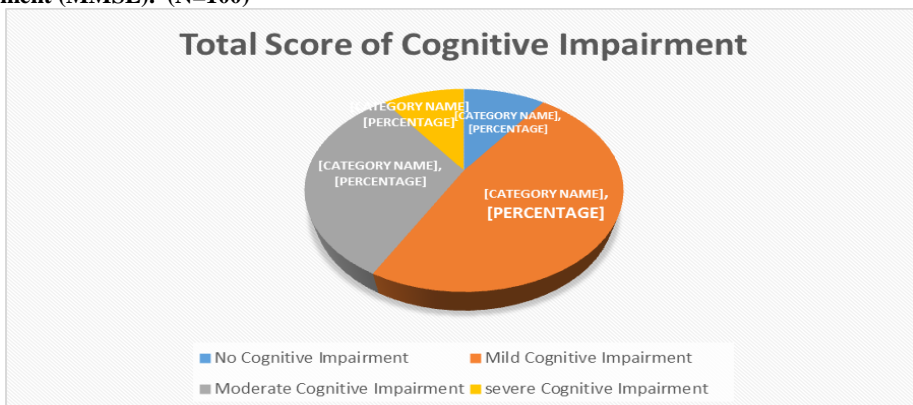 ment (MMSE). (N=100)
Total Score of Cognitive Impairment
[CATEGORY NAME]
[PERCENTAGE]
[CATEGORY NAME],
[PERCENTAGE]
[CATEGORY NAME],
[PERCENTAGE]
[CATEGORY NAME],
[PERCENTAGE]
No Cognitive Impairment
Mild Cognitive Impairment
Moderate Cognitive Impairment
severe Cognitive Impairment